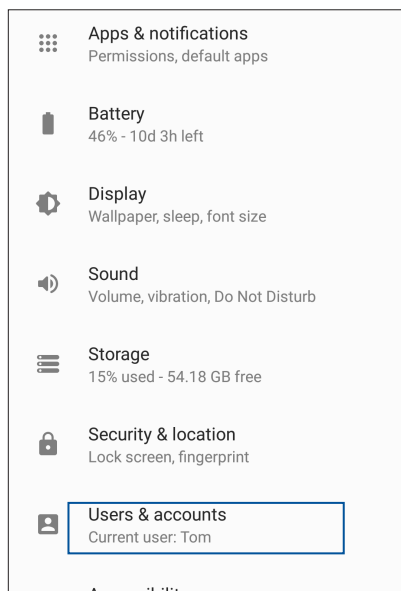 Apps & notifications
Permissions, default apps
Battery
46% - 10d 3h left
Display
Wallpaper, sleep, font size
Sound
Volume, vibration, Do Not Disturb
Storage
15% used - 54.18 GB free
Security & location
Lock screen, fingerprint
Users & accounts
Current user: Tom